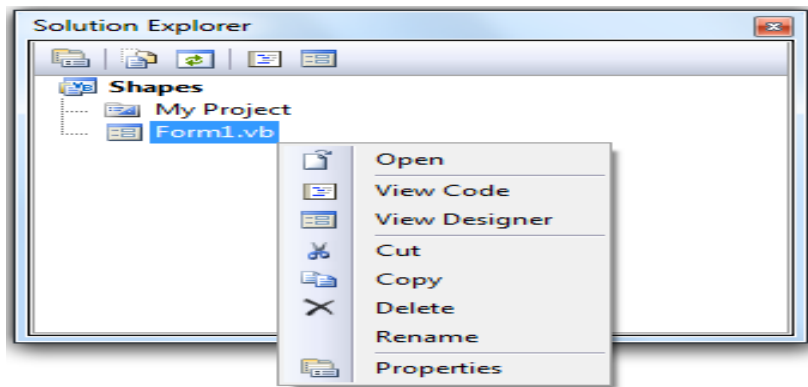 Solution Explorer
Shapes
My Project
Form1.vb
Open
View Code
View Designer
Cut
Copy
Delete
Rename
Properties